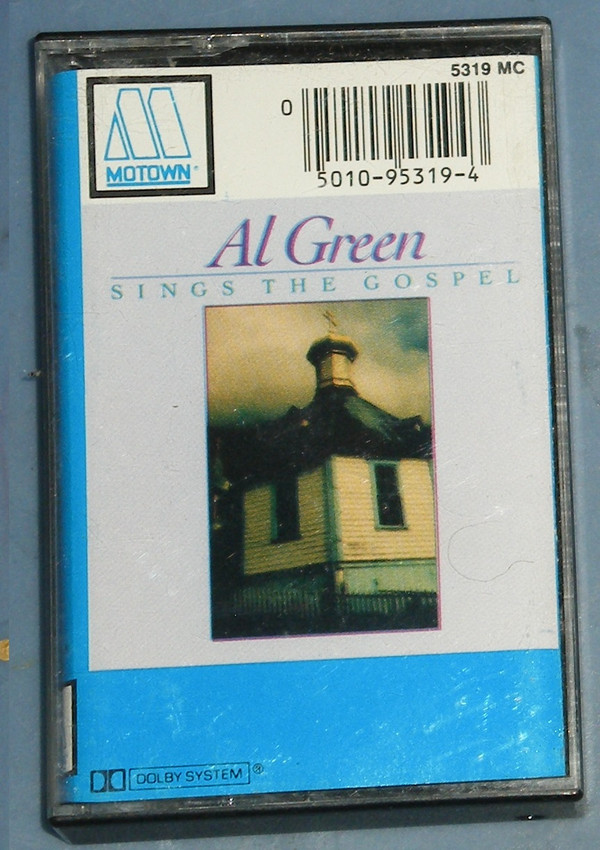 5319 MC
MOTOWN®
0
5010-95319-4
Al Green
SINGS THE GOSPEL
DOLBY SYSTEM ®